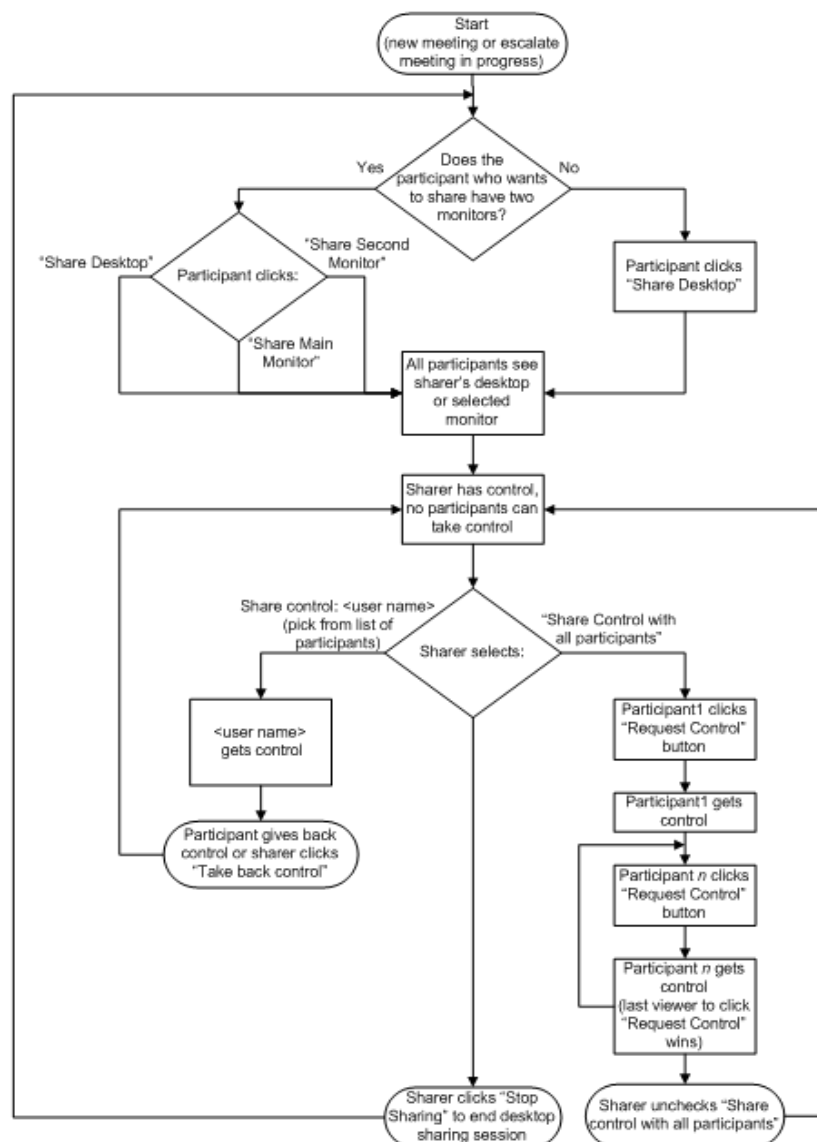 Start
(new meeting or escalate
meeting in progress)
Yes
Does the
participant who wants
to share have two
monitors?
No
"Share Desktop"
Participant clicks:
"Share Second
Monitor"
"Share Main
Monitor"
Participant clicks
"Share Desktop"
All participants see
sharer's desktop
or selected
monitor
Sharer has control,
no participants can
take control
Share control: <user name>
(pick from list of
participants)
Sharer selects:
"Share Control with
all participants"
<user name>
gets control
Participant gives back
control or sharer clicks
"Take back control"
Participant1 clicks
"Request Control"
button
Participant1 gets
control
Participant n clicks
"Request Control"
button
Participant n gets
control
(last viewer to click
"Request Control"
wins)
Sharer clicks "Stop
Sharing" to end desktop
sharing session
Sharer unchecks "Share
control with all participants"